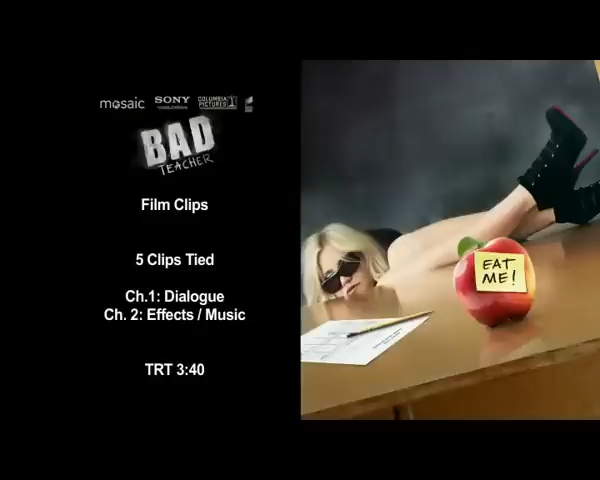 mosaic SONY COLUMBIA PICTURES
BAD
TEACHER
Film Clips
5 Clips Tied
Ch.1: Dialogue
Ch. 2: Effects / Music
TRT 3:40
EAT
ME!